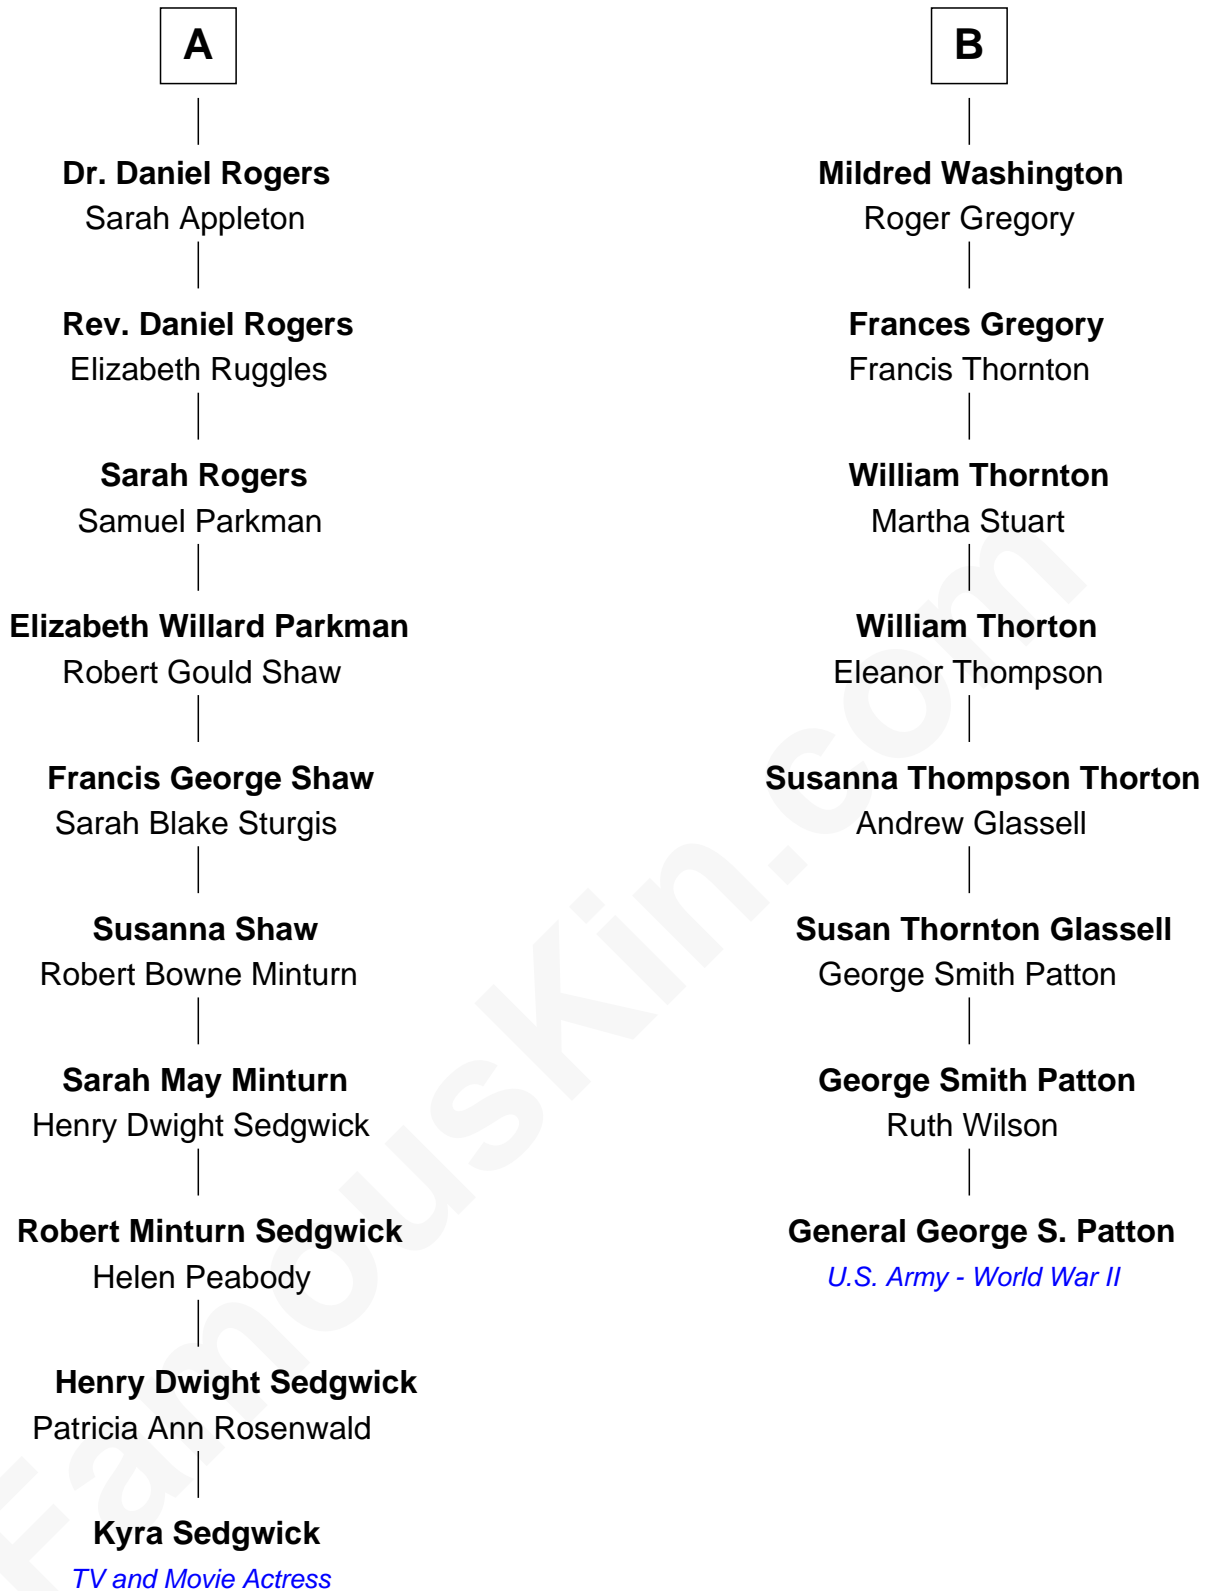 A
Dr. Daniel Rogers
Sarah Appleton
Rev. Daniel Rogers
Elizabeth Ruggles
Sarah Rogers
Samuel Parkman
Elizabeth Willard Parkman
Robert Gould Shaw
Francis George Shaw
Sarah Blake Sturgis
Susanna Shaw
Robert Bowne Minturn
Sarah May Minturn
Henry Dwight Sedgwick
Robert Minturn Sedgwick
Helen Peabody
Henry Dwight Sedgwick
Patricia Ann Rosenwald
Kyra Sedgwick
TV and Movie Actress
B
Mildred Washington
Roger Gregory
Frances Gregory
Francis Thornton
William Thornton
Martha Stuart
William Thorton
Eleanor Thompson
Susanna Thompson Thorton
Andrew Glassell
Susan Thornton Glassell
George Smith Patton
George Smith Patton
Ruth Wilson
General George S. Patton
U.S. Army - World War II
FamousKin.com